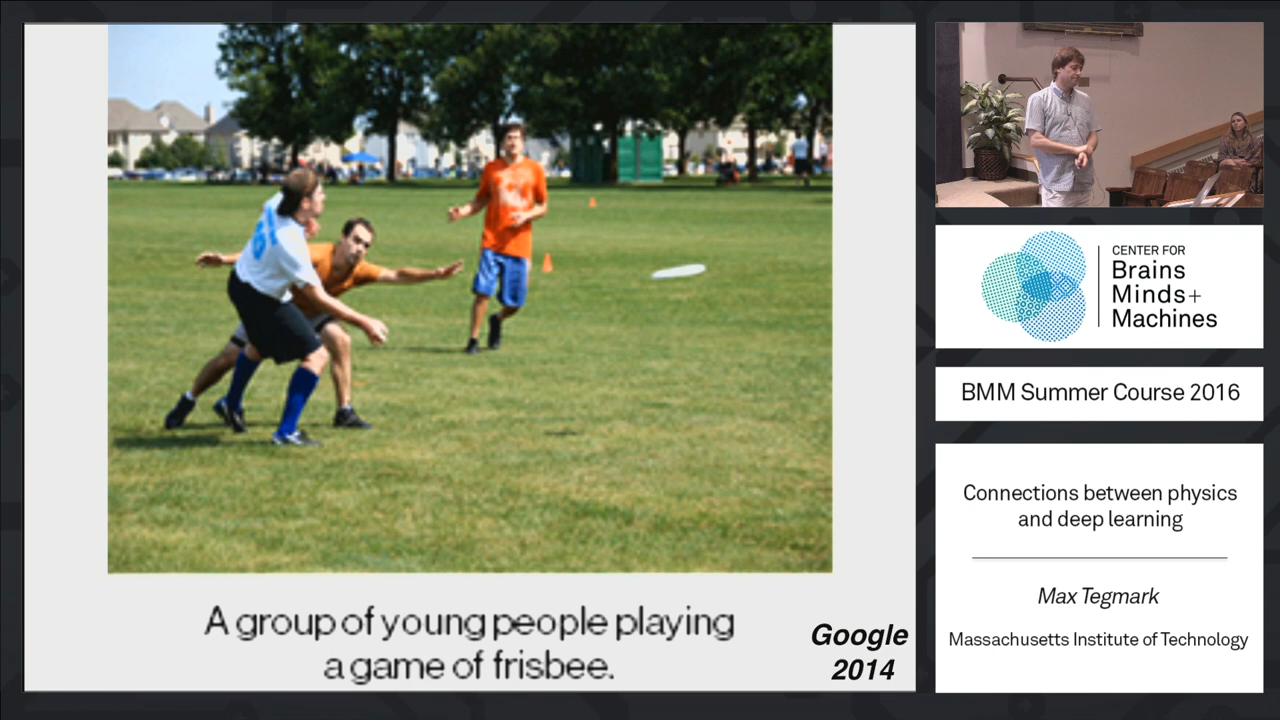 A group of young people playing
a game of frisbee.
Google
2014
CENTER FOR
Brains
Minds+
Machines
BMM Summer Course 2016
Connections between physics
and deep learning
Max Tegmark
Massachusetts Institute of Technology